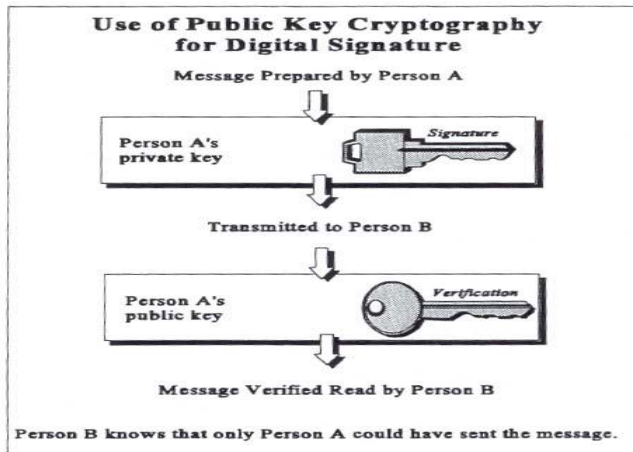 Use of Public Key Cryptography
for Digital Signature
Message Prepared by Person A
Person A's
private key
Signature
Transmitted to Person B
Person A's
public key
Verification
Message Verified Read by Person B
Person B knows that only Person A could have sent the message.